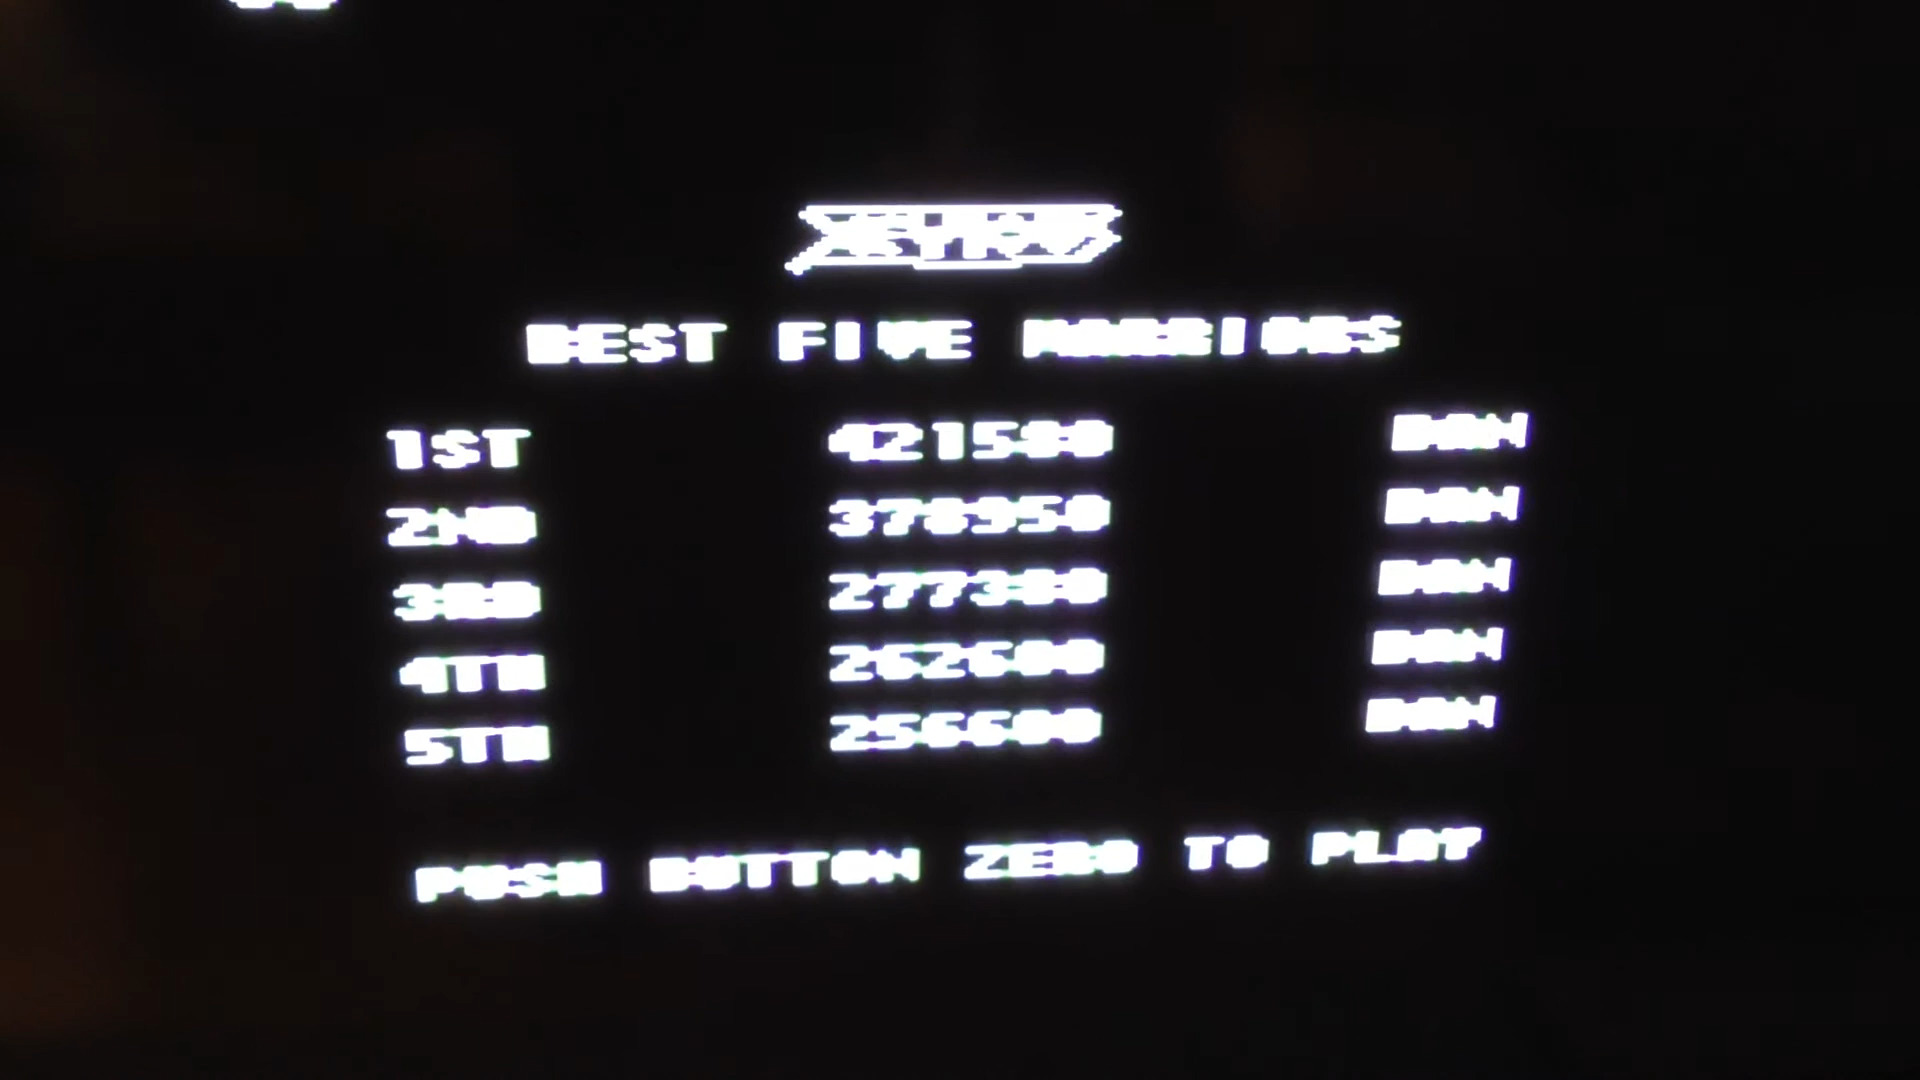 BEST FIVE WARRIORS
1ST 421500 DAN
2ND 378950 DAN
3RD 277300 DAN
4TH 262600 DAN
5TH 256600 DAN
PUSH BUTTON ZERO TO PLAY